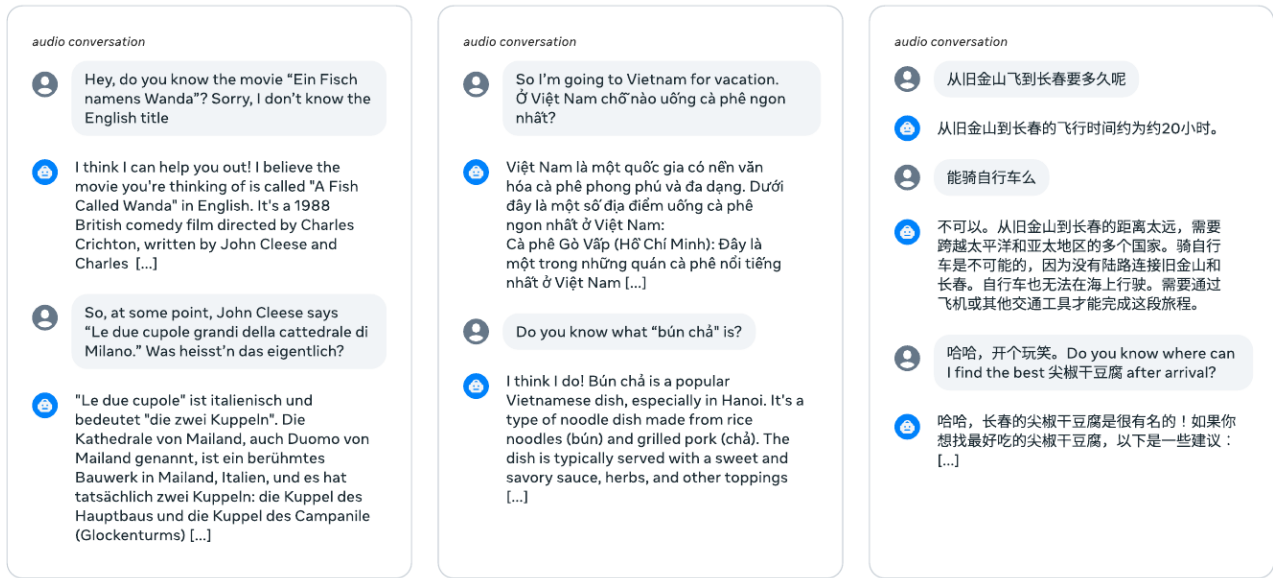 audio conversation
Hey, do you know the movie “Ein Fisch
namens Wanda”? Sorry, I don’t know the
English title
I think I can help you out! I believe the
movie you're thinking of is called "A Fish
Called Wanda" in English. It's a 1988
British comedy film directed by Charles
Crichton, written by John Cleese and
Charles [...]
So, at some point, John Cleese says
“Le due cupole grandi della cattedrale di
Milano.” Was heisst’n das eigentlich?
"Le due cupole" ist italienisch und
bedeutet "die zwei Kuppeln". Die
Kathedrale von Mailand, auch Duomo von
Mailand genannt, ist ein berühmtes
Bauwerk in Mailand, Italien, und es hat
tatsächlich zwei Kuppeln: die Kuppel des
Hauptbaus und die Kuppel des Campanile
(Glockenturms) [...]
audio conversation
So I’m going to Vietnam for vacation.
Ở Việt Nam chỗ nào uống cà phê ngon
nhất?
Việt Nam là một quốc gia có nền văn
hóa cà phê phong phú và đa dạng. Dưới
đây là một số địa điểm uống cà phê
ngon nhất ở Việt Nam:
Cà phê Gò Vấp (Hồ Chí Minh): Đây là
một trong những quán cà phê nổi tiếng
nhất ở Việt Nam [...]
Do you know what “bún chả" is?
I think I do! Bún chả is a popular
Vietnamese dish, especially in Hanoi. It’s a
type of noodle dish made from rice
noodles (bún) and grilled pork (chả). The
dish is typically served with a sweet and
savory sauce, herbs, and other toppings
[...]
audio conversation
从旧金山飞到长春要多久呢
从旧金山到长春的飞行时间约为约20小时。
能骑自行车么
不可以。从旧金山到长春的距离太远，需要
跨越太平洋和亚太地区的多个国家。骑自行
车是不可能的，因为没有陆路连接旧金山和
长春。自行车也无法在海上行驶。需要通过
飞机或其他交通工具才能完成这段旅程。
哈哈，开个玩笑。Do you know where can
I find the best 尖椒干豆腐 after arrival?
哈哈，长春的尖椒干豆腐是很有名的！如果你
想找最好吃的尖椒干豆腐，以下是一些建议：
[...]